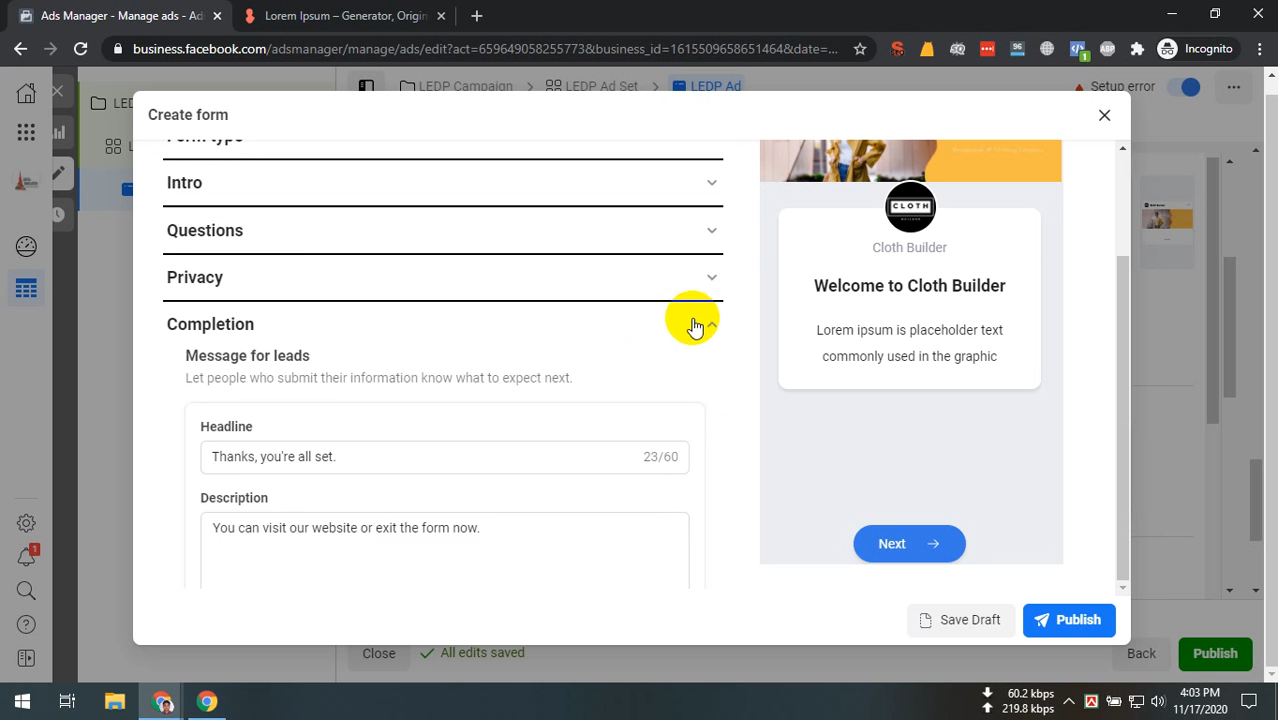 Ads Manager - Manage ads - Ads
Lorem Ipsum – Generator, Origin
business.facebook.com/adsmanager/manage/ads/edit?act=659649058255773&business_id=1615509658651464&date=...
96
1
ABP
Incognito
LEDP Campaign
LEDP Ad Set
LEDP Ad
Setup error
Create form
Form type
Intro
Questions
Privacy
Completion
Message for leads
Let people who submit their information know what to expect next.
Headline
Thanks, you're all set.
23/60
Description
You can visit our website or exit the form now.
CLOTH
Cloth Builder
Welcome to Cloth Builder
Lorem ipsum is placeholder text
commonly used in the graphic
Next
Save Draft
Publish
1
Close
All edits saved
Back
Publish
60.2 kbps
219.8 kbps
4:03 PM
11/17/2020